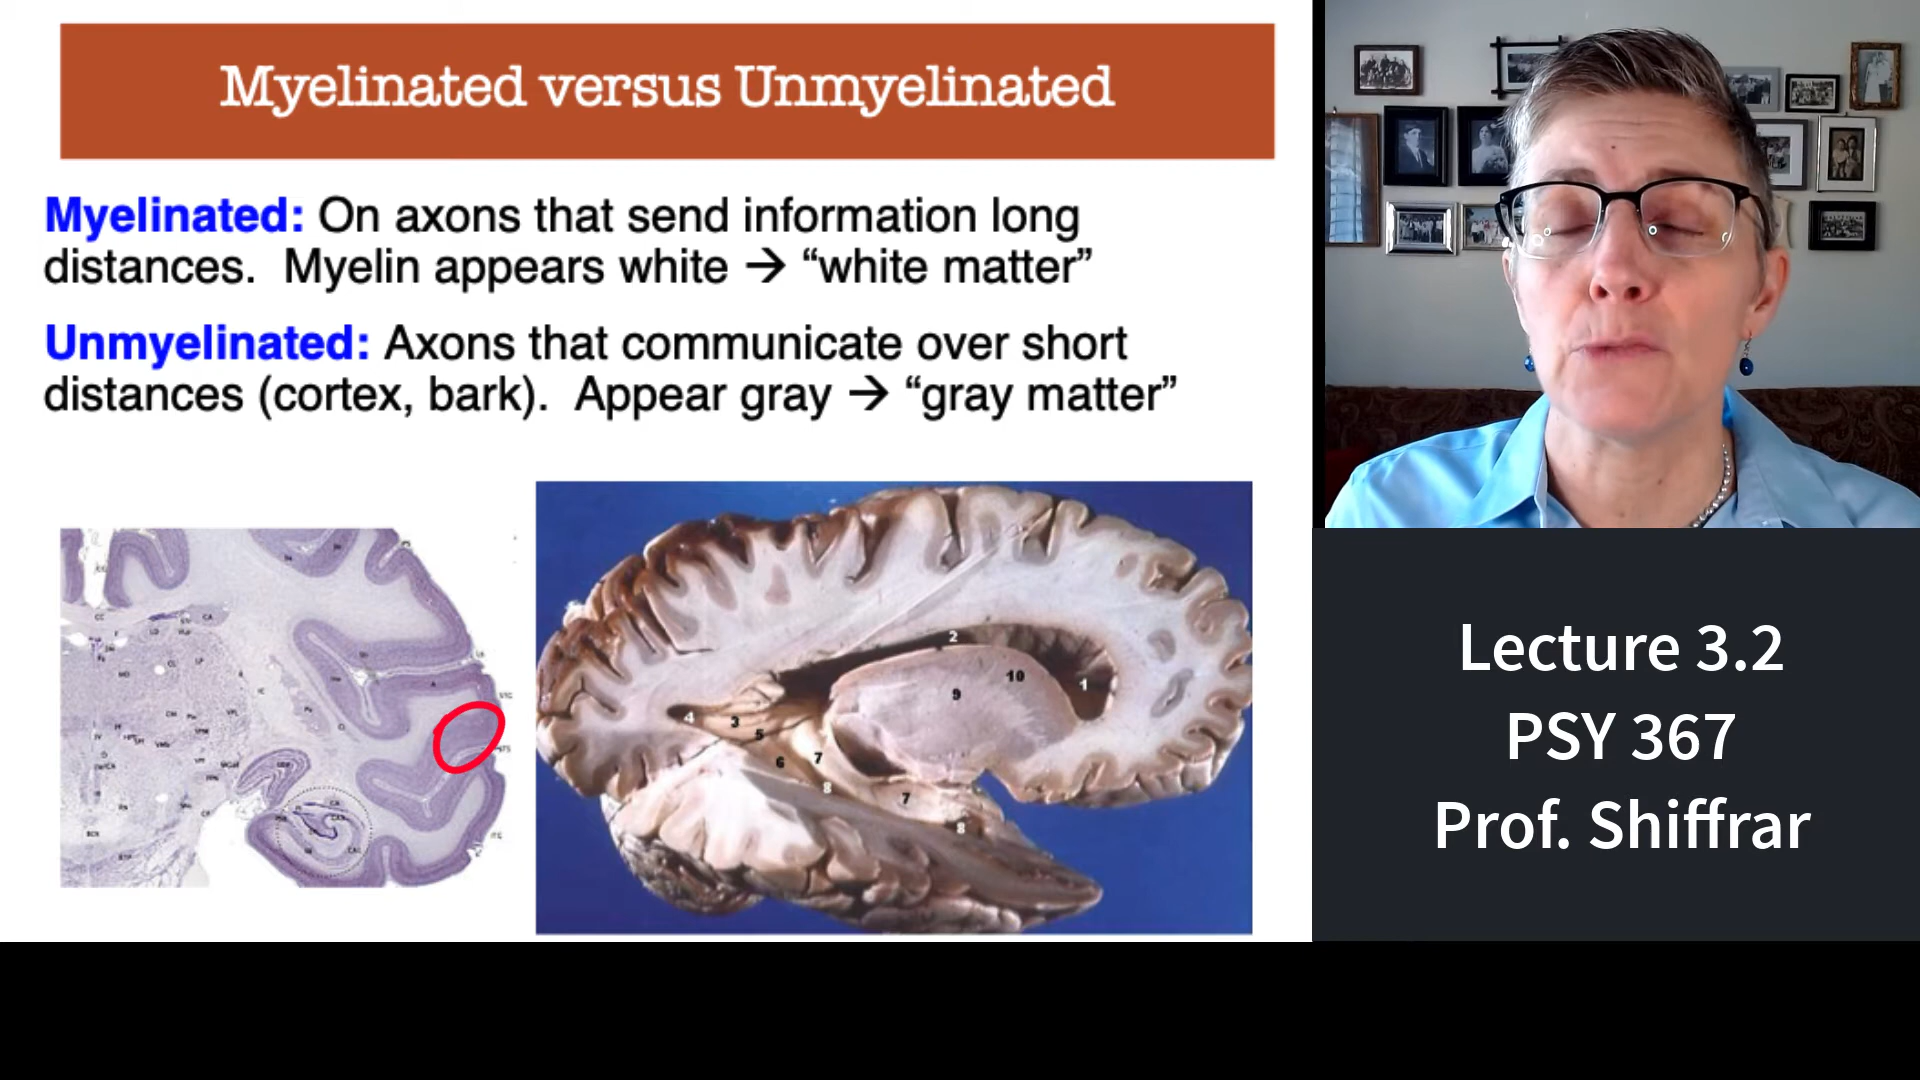 Myelinated versus Unmyelinated
Myelinated: On axons that send information long
distances.  Myelin appears white → “white matter”
Unmyelinated: Axons that communicate over short
distances (cortex, bark).  Appear gray → “gray matter”
2
10
9
1
4
3
5
7
6
8
7
8
Lecture 3.2
PSY 367
Prof. Shiffrar